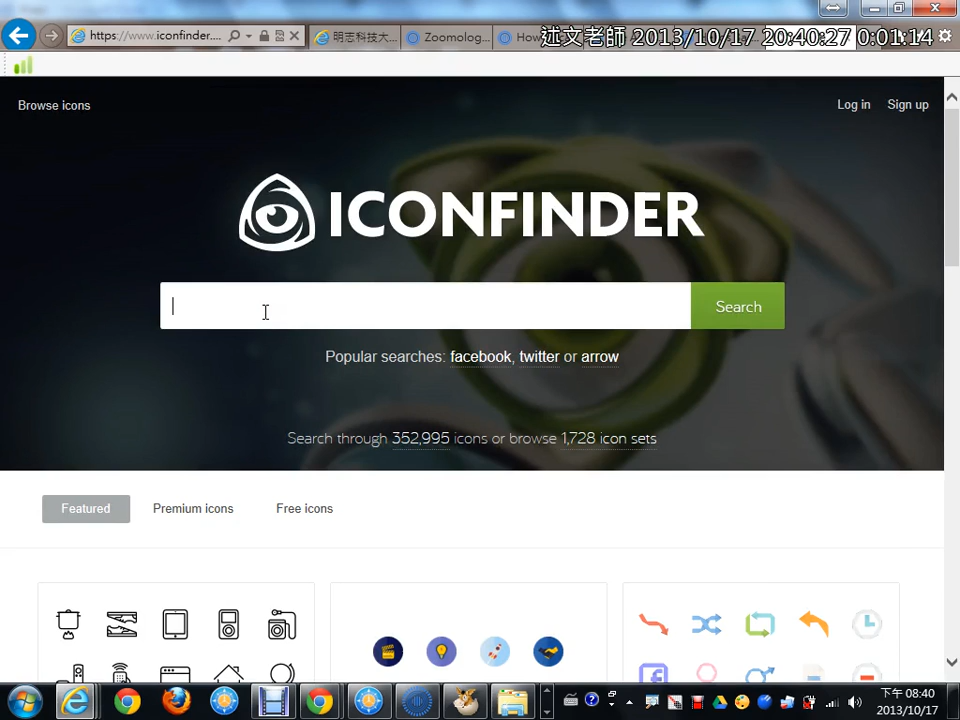 https://www.iconfinder....
明志科技大...
Zoomolog...
How
述文老師 2013/10/17 20:40:27 0:01:14
Browse icons
Log in
Sign up
ICONFINDER
Search
Popular searches: facebook, twitter or arrow
Search through 352,995 icons or browse 1,728 icon sets
Featured
Premium icons
Free icons
下午 08:40
2013/10/17